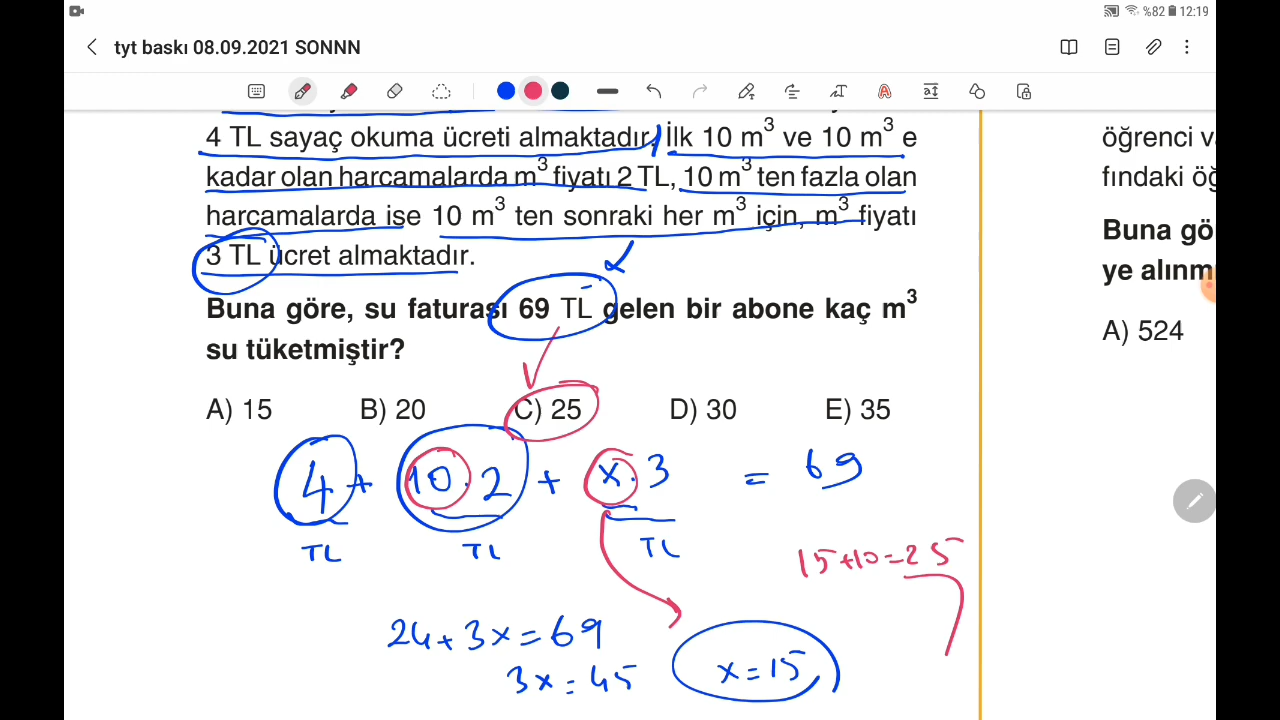 %82 12:19
tyt baskı 08.09.2021 SONNN
4 TL sayaç okuma ücreti almaktadır. İlk 10 m³ ve 10 m³ e
kadar olan harcamalarda m³ fiyatı 2 TL, 10 m³ ten fazla olan
harcamalarda ise 10 m³ ten sonraki her m³ için, m³ fiyatı
3 TL ücret almaktadır.
Buna göre, su faturası 69 TL gelen bir abone kaç m³
su tüketmiştir?
A) 15 B) 20 C) 25 D) 30 E) 35
4 + 10.2 + x.3 = 69
TL TL TL
15+10=25
24+3x=69
3x=45 x=15
öğrenci
fındaki
Buna
ye
A) 524